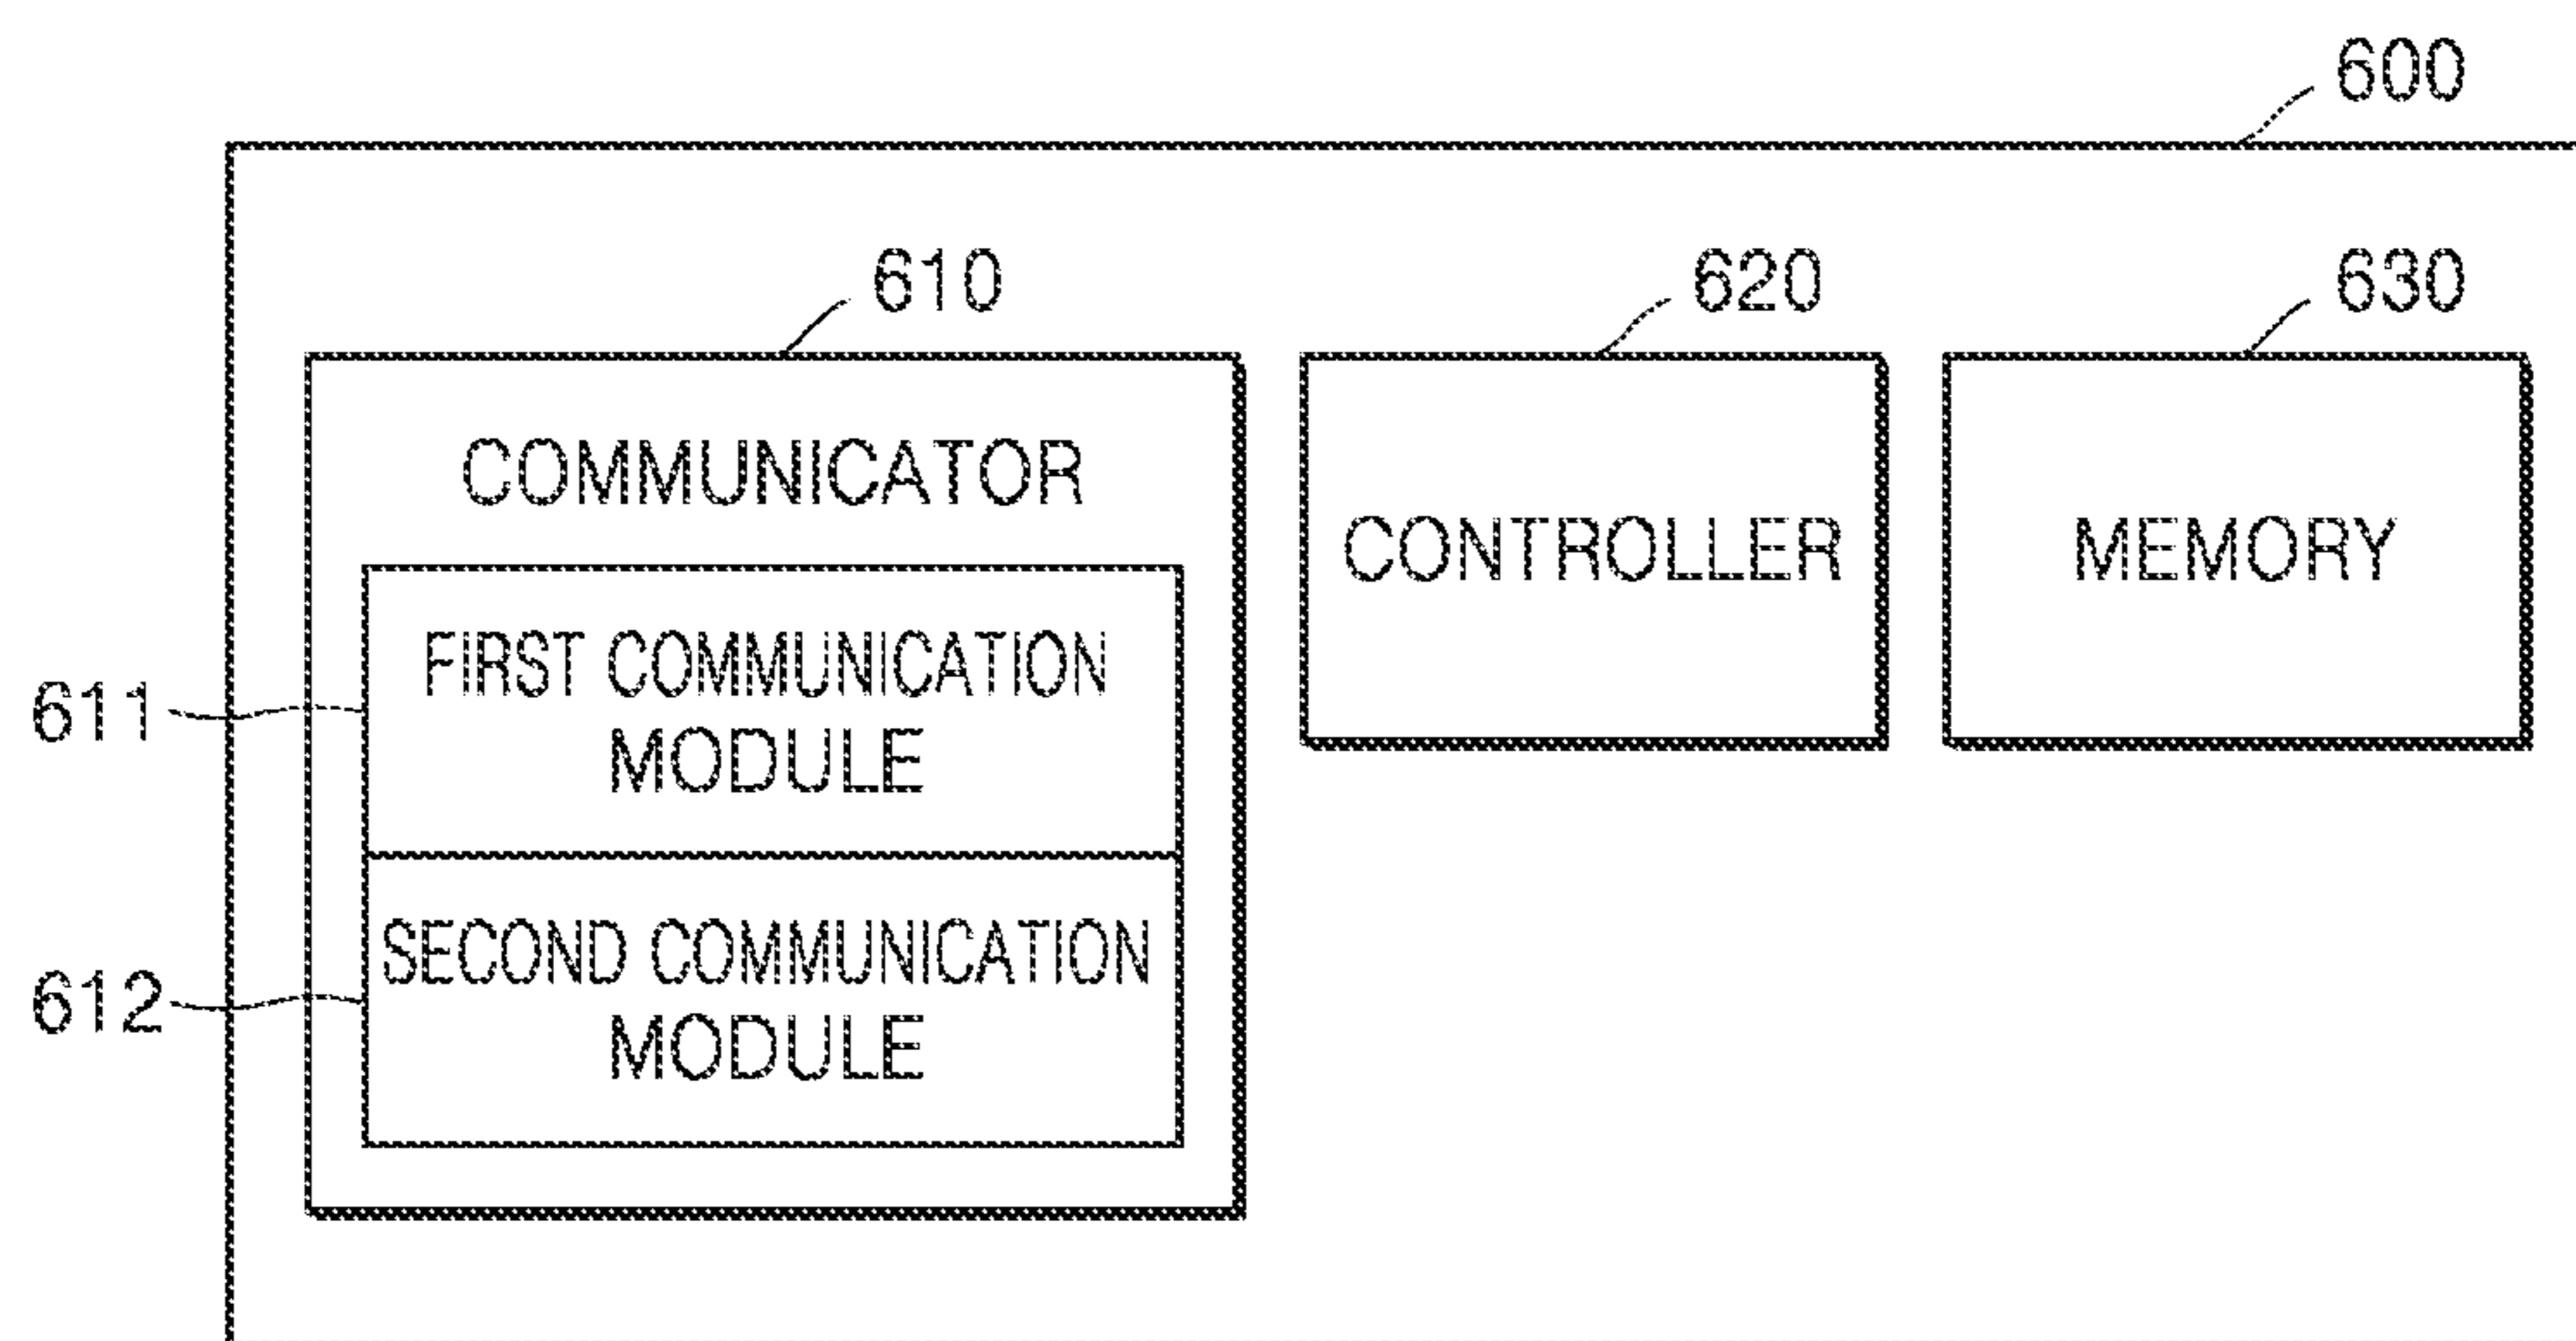 600
610
620
630
COMMUNICATOR
CONTROLLER
MEMORY
611
FIRST COMMUNICATION
MODULE
612
SECOND COMMUNICATION
MODULE